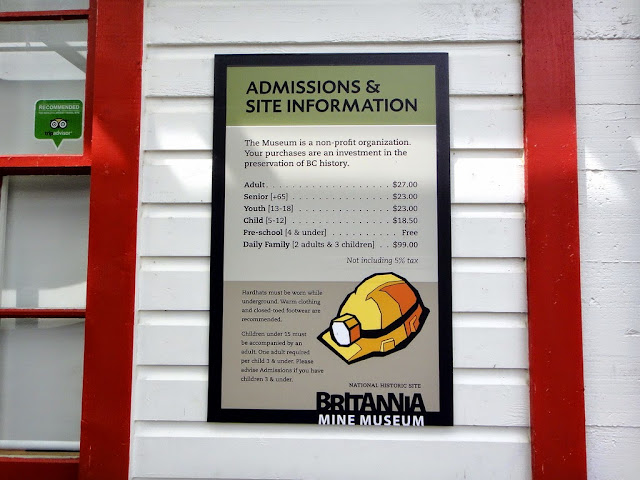 RECOMMENDED
tripadvisor
ADMISSIONS &
SITE INFORMATION
The Museum is a non-profit organization.
Your purchases are an investment in the
preservation of BC history.
Adult . . . . . . . . . . . . . . . . . . . . $27.00
Senior [+65] . . . . . . . . . . . . . . . . $23.00
Youth [13-18] . . . . . . . . . . . . . . . $23.00
Child [5-12] . . . . . . . . . . . . . . . . $18.50
Pre-school [4 & under] . . . . . . . . . . Free
Daily Family [2 adults & 3 children] . . $99.00
Not including 5% tax
Hardhats must be worn while
underground. Warm clothing
and closed-toed footwear are
recommended.
Children under 15 must
be accompanied by an
adult. One adult required
per child 3 & under. Please
advise Admissions if you have
children 3 & under.
NATIONAL HISTORIC SITE
BRITANNIA
MINE MUSEUM